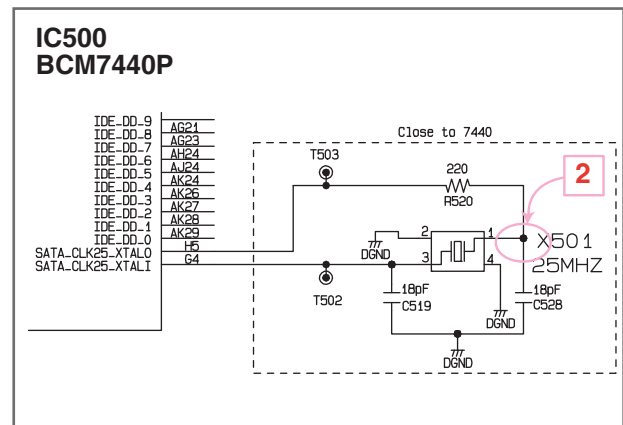 IC500
BCM7440P
IDE_DD_9
IDE_DD_8 AG21
IDE_DD_7 AG23
IDE_DD_6 AH24
IDE_DD_5 AJ24
IDE_DD_4 AK24
IDE_DD_3 AK26
IDE_DD_2 AK27
IDE_DD_1 AK28
IDE_DD_0 AK29
SATA_CLK25_XTALO H5
SATA_CLK25_XTALI G4
Close to 7440
T503
220
R520
2
2 1
DGND
3 4
X501
25MHZ
T502
18pF
C519
DGND
18pF
C528
DGND